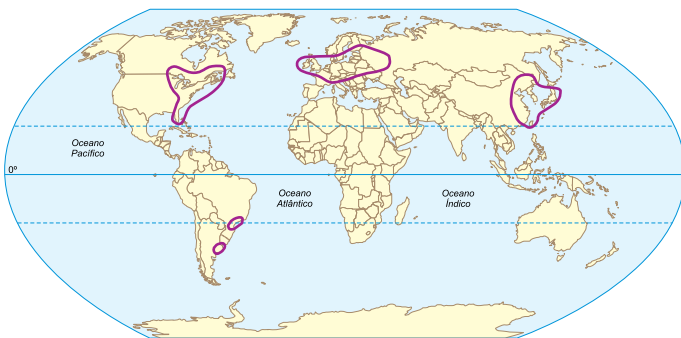 Oceano
Pacífico
0º
Oceano
Atlântico
Oceano
Índico